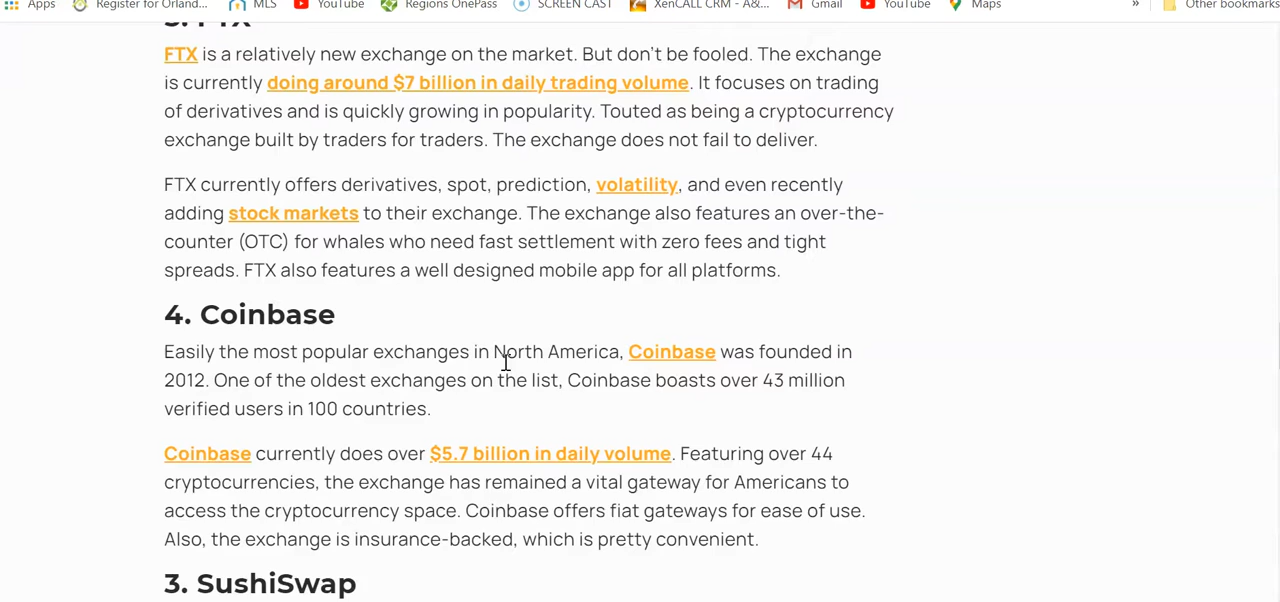 Apps Register for Orland... MLS YouTube Regions OnePass SCREEN CAST XenCALL CRM - A&... Gmail YouTube Maps » Other bookmarks
FTX
FTX is a relatively new exchange on the market. But don't be fooled. The exchange
is currently doing around $7 billion in daily trading volume. It focuses on trading
of derivatives and is quickly growing in popularity. Touted as being a cryptocurrency
exchange built by traders for traders. The exchange does not fail to deliver.
FTX currently offers derivatives, spot, prediction, volatility, and even recently
adding stock markets to their exchange. The exchange also features an over-the-
counter (OTC) for whales who need fast settlement with zero fees and tight
spreads. FTX also features a well designed mobile app for all platforms.
4. Coinbase
Easily the most popular exchanges in North America, Coinbase was founded in
2012. One of the oldest exchanges on the list, Coinbase boasts over 43 million
verified users in 100 countries.
Coinbase currently does over $5.7 billion in daily volume. Featuring over 44
cryptocurrencies, the exchange has remained a vital gateway for Americans to
access the cryptocurrency space. Coinbase offers fiat gateways for ease of use.
Also, the exchange is insurance-backed, which is pretty convenient.
3. SushiSwap